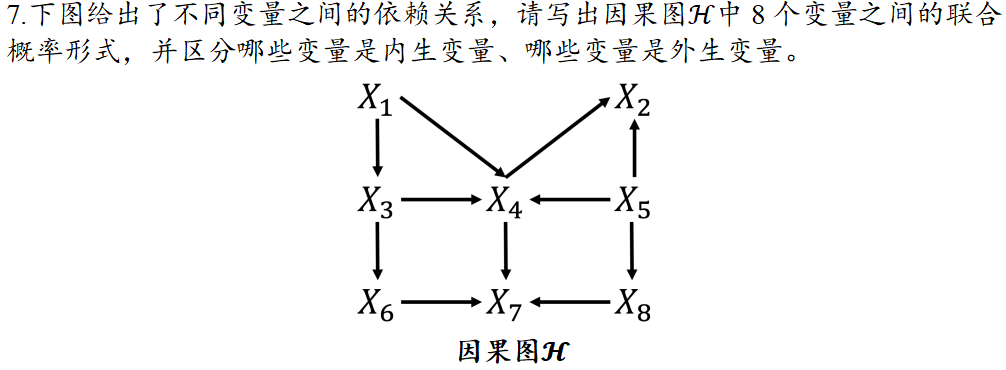 7.下图给出了不同变量之间的依赖关系，请写出因果图ℋ中 8 个变量之间的联合
概率形式，并区分哪些变量是内生变量、哪些变量是外生变量。
X₁ X₂
X₃ X₄ X₅
X₆ X₇ X₈
因果图ℋ